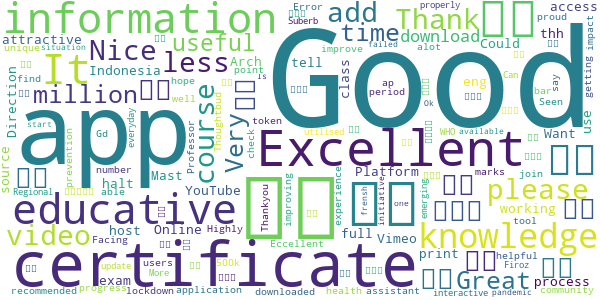 information
add
Thank
Good
attractive
Error
Suberb
Nice
less
useful
time
download
Could
properly
alot
access
proud
thh
unique
situation
It
Indonesia
Arch
tell
class
improve
failed
impact
find
million
hope
point
eng
Can
getting
Direction
app
is
ap
period
bar
Seen
say
use
well
course
Very
Excellent
Ok
Want
start
Gd
everyday
Thoughtbud
token
check
utilised
WHO
available
source
prevention
able
number
Professor
Mast
halt
Regional
YouTube
Platform
marks
join
please
educative
Thankyou
improving
frensh
initiative
one
experience
emerging
working
tool
video
host
Online
Highly
full
Vimeo
print
knowledge
Facing
users
500k
More
exam
certificate
Eccellent
Great
helpful
Firoz
process
update
progress
recommended
lockdown
application
downloaded
health
assistant
interactive
pandemic
community